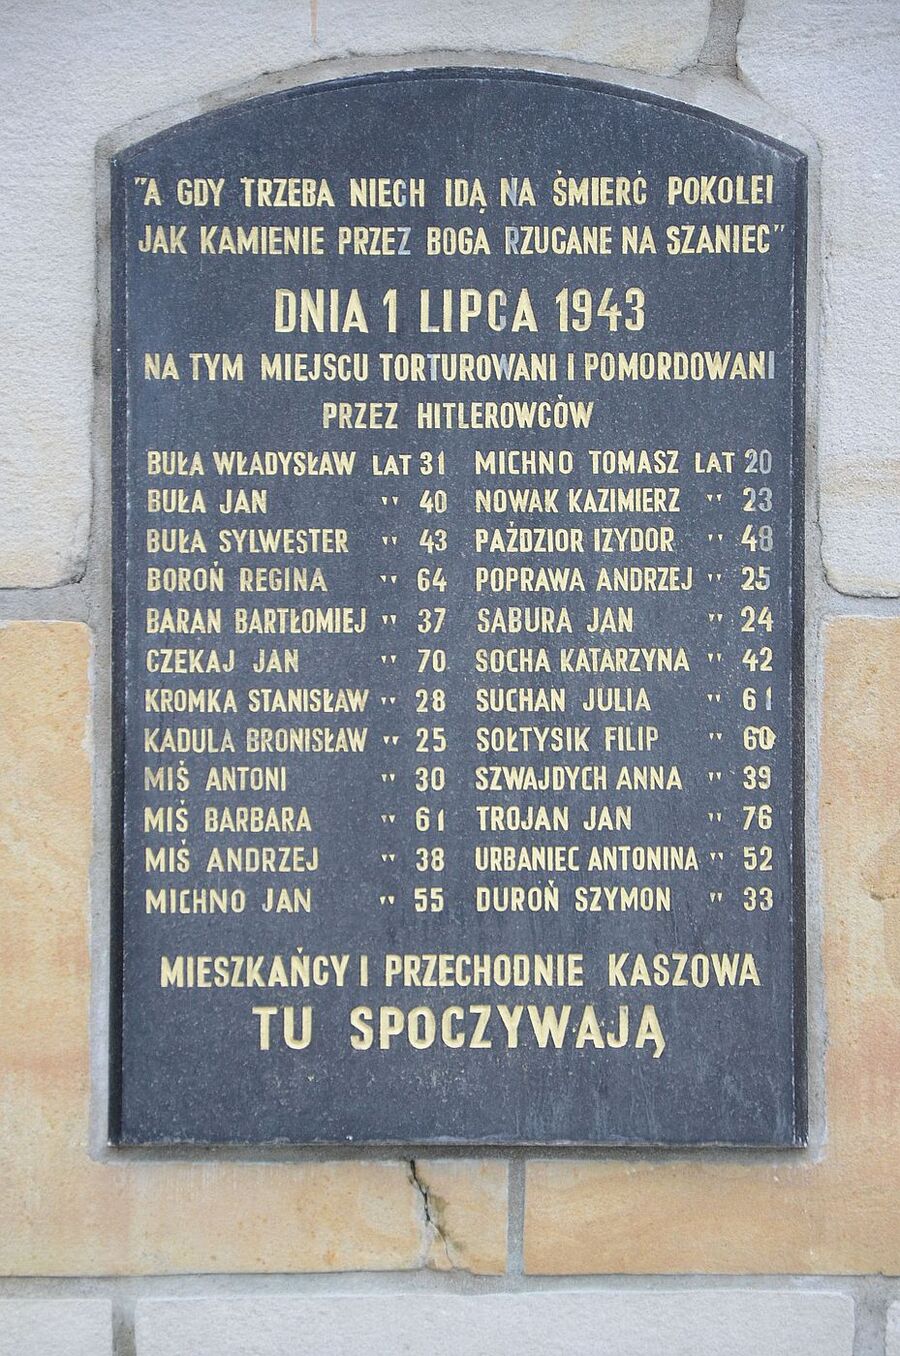 "A GDY TRZEBA NIECH IDĄ NA ŚMIERĆ POKOLEI
JAK KAMIENIE PRZEZ BOGA RZUCANE NA SZANIEC"
DNIA 1 LIPCA 1943
NA TYM MIEJSCU TORTUROWANI I POMORDOWANI
PRZEZ HITLEROWCÓW
BUŁA WŁADYSŁAW LAT 31
BUŁA JAN " 40
BUŁA SYLWESTER " 43
BOROŃ REGINA " 64
BARAN BARTŁOMIEJ " 37
CZEKAJ JAN " 70
KROMKA STANISŁAW " 28
KADULA BRONISŁAW " 25
MIŚ ANTONI " 30
MIŚ BARBARA " 61
MIŚ ANDRZEJ " 38
MICHNO JAN " 55
MICHNO TOMASZ LAT 20
NOWAK KAZIMIERZ " 23
PAŹDZIOR IZYDOR " 48
POPRAWA ANDRZEJ " 25
SABURA JAN " 24
SOCHA KATARZYNA " 42
SUCHAN JULIA " 61
SOŁTYSIK FILIP " 60
SZWAJDYCH ANNA " 39
TROJAN JAN " 76
URBANIEC ANTONINA " 52
DUROŃ SZYMON " 33
MIESZKAŃCY I PRZECHODNIE KASZOWA
TU SPOCZYWAJĄ